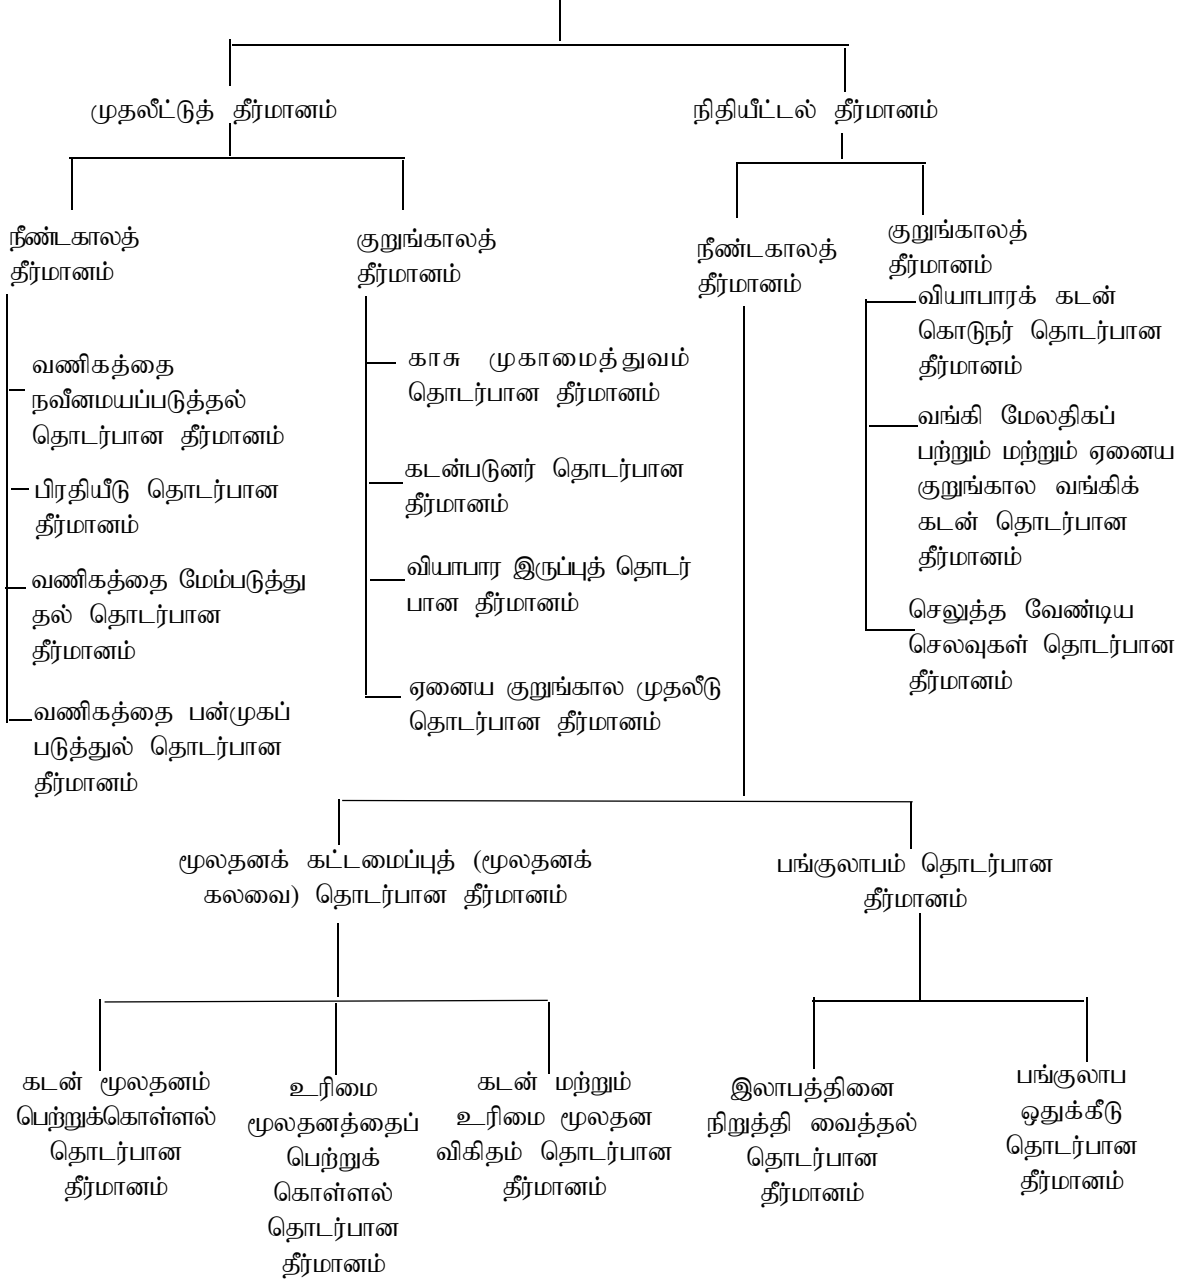 முதலீட்டுத் தீர்மானம்
நிதியீட்டல் தீர்மானம்
நீண்டகாலத்
தீர்மானம்
குறுங்காலத்
தீர்மானம்
நீண்டகாலத்
தீர்மானம்
குறுங்காலத்
தீர்மானம்
வணிகத்தை
நவீனமயப்படுத்தல்
தொடர்பான தீர்மானம்
பிரதியீடு தொடர்பான
தீர்மானம்
வணிகத்தை மேம்படுத்து
தல் தொடர்பான
தீர்மானம்
வணிகத்தை பன்முகப்
படுத்துல் தொடர்பான
தீர்மானம்
காசு முகாமைத்துவம்
தொடர்பான தீர்மானம்
கடன்படுனர் தொடர்பான
தீர்மானம்
வியாபார இருப்புத் தொடர்
பான தீர்மானம்
ஏனைய குறுங்கால முதலீடு
தொடர்பான தீர்மானம்
வியாபாரக் கடன்
கொடுநர் தொடர்பான
தீர்மானம்
வங்கி மேலதிகப்
பற்றும் மற்றும் ஏனைய
குறுங்கால வங்கிக்
கடன் தொடர்பான
தீர்மானம்
செலுத்த வேண்டிய
செலவுகள் தொடர்பான
தீர்மானம்
மூலதனக் கட்டமைப்புத் (மூலதனக்
கலவை) தொடர்பான தீர்மானம்
பங்குலாபம் தொடர்பான
தீர்மானம்
கடன் மூலதனம்
பெற்றுக்கொள்ளல்
தொடர்பான
தீர்மானம்
உரிமை
மூலதனத்தைப்
பெற்றுக்
கொள்ளல்
தொடர்பான
தீர்மானம்
கடன் மற்றும்
உரிமை மூலதன
விகிதம் தொடர்பான
தீர்மானம்
இலாபத்தினை
நிறுத்தி வைத்தல்
தொடர்பான
தீர்மானம்
பங்குலாப
ஒதுக்கீடு
தொடர்பான
தீர்மானம்